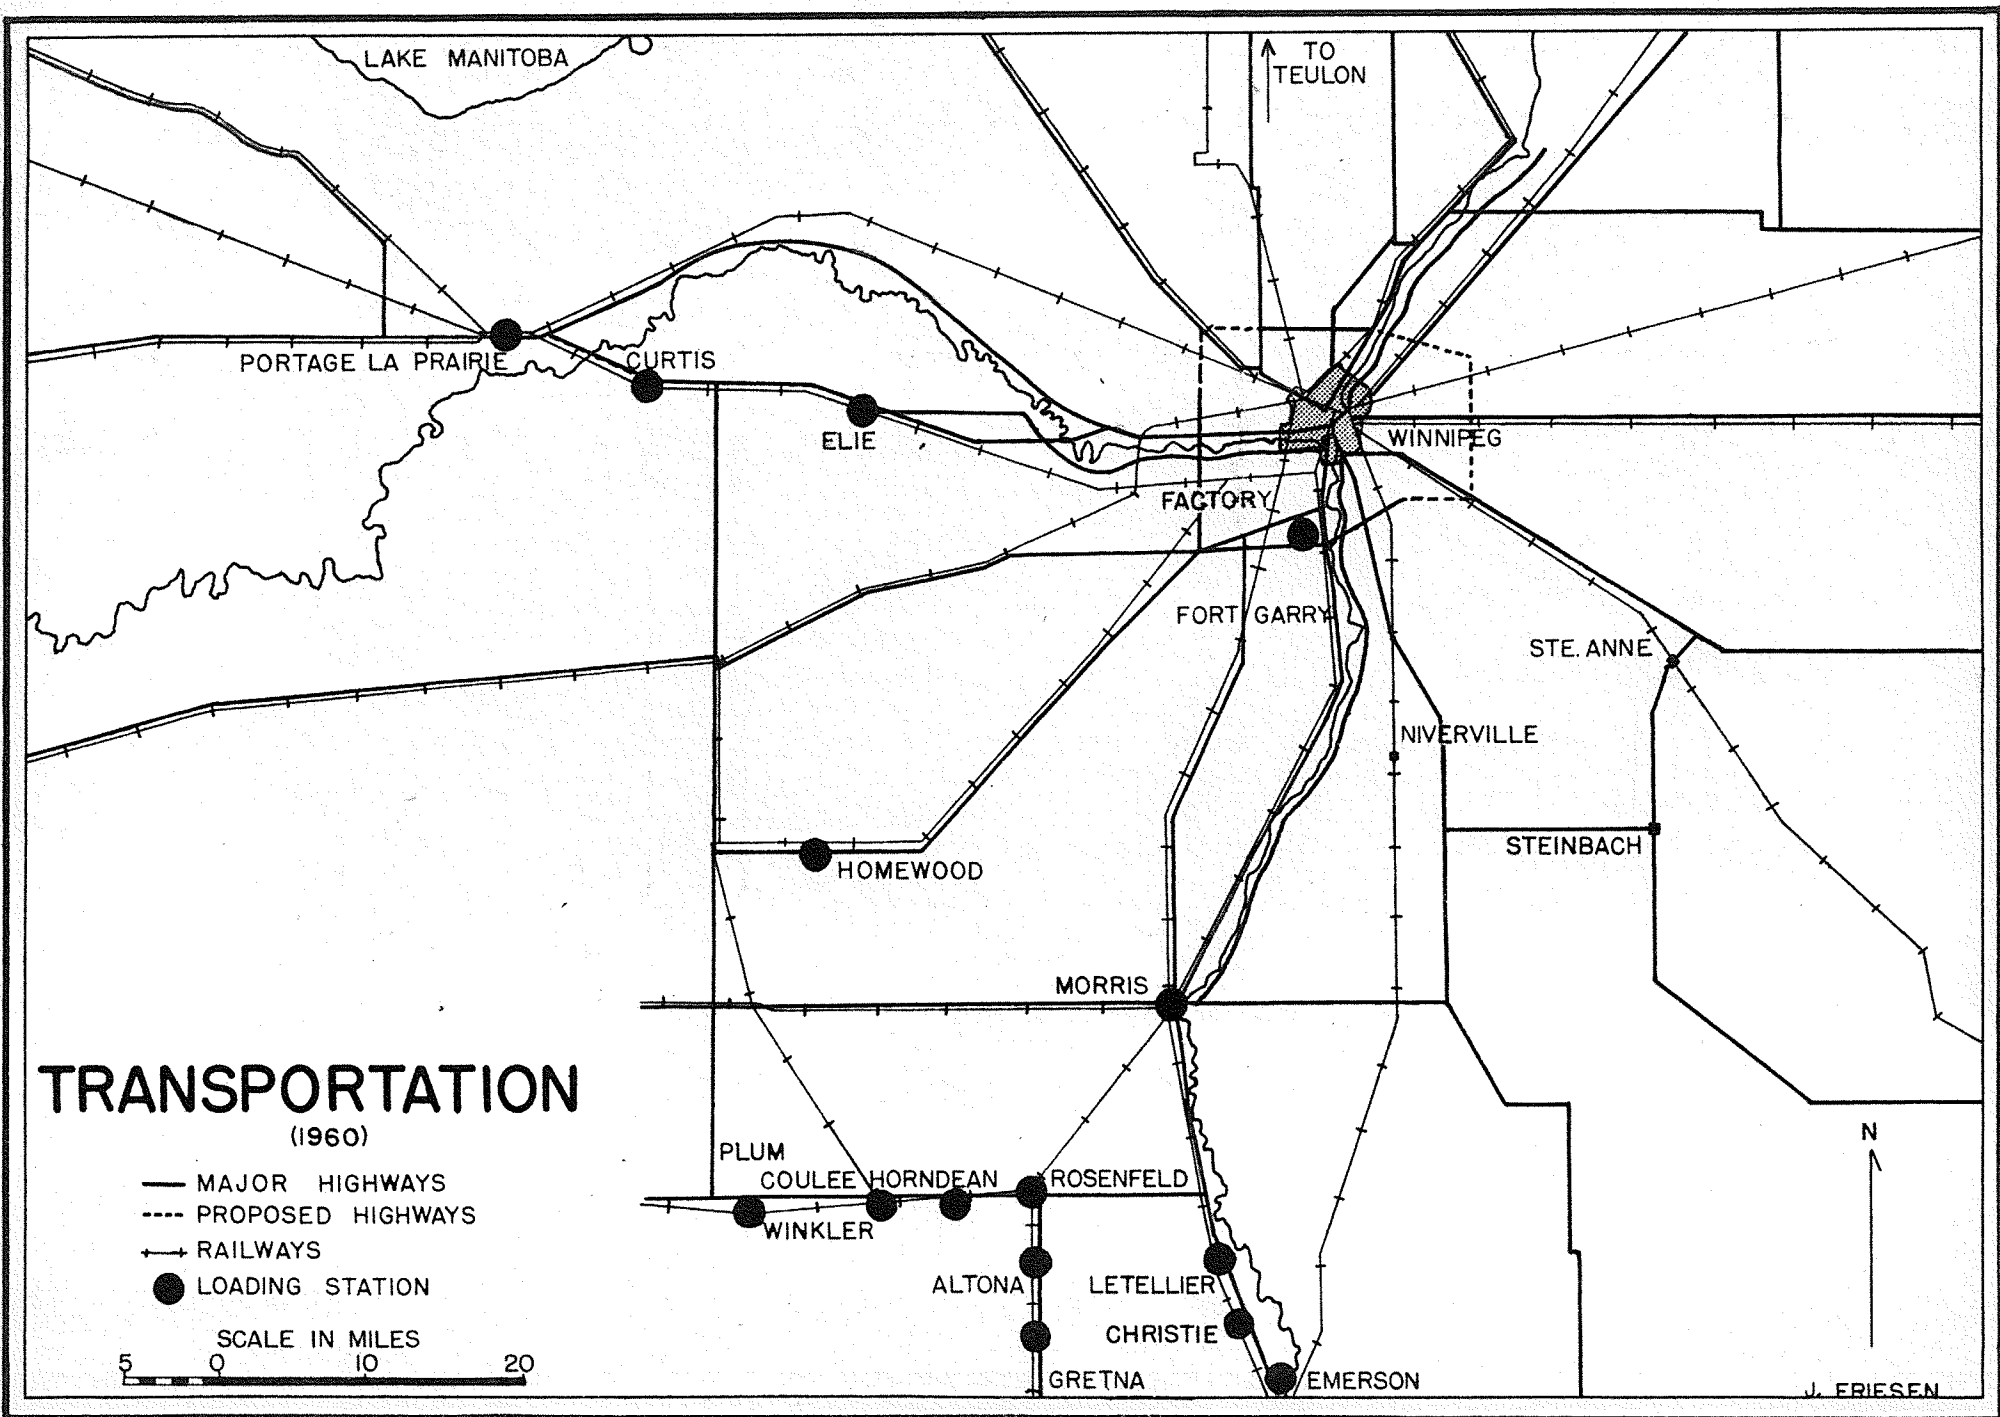 LAKE MANITOBA
TO
TEULON
PORTAGE LA PRAIRIE
CURTIS
ELIE
WINNIPEG
FACTORY
FORT GARRY
STE. ANNE
NIVERVILLE
STEINBACH
HOMEWOOD
MORRIS
TRANSPORTATION
(1960)
MAJOR HIGHWAYS
PROPOSED HIGHWAYS
RAILWAYS
LOADING STATION
SCALE IN MILES
5 0 10 20
PLUM
COULEE HORNDEAN
ROSENFELD
WINKLER
ALTONA
LETELLIER
CHRISTIE
GRETNA
EMERSON
N
J. FRIESEN